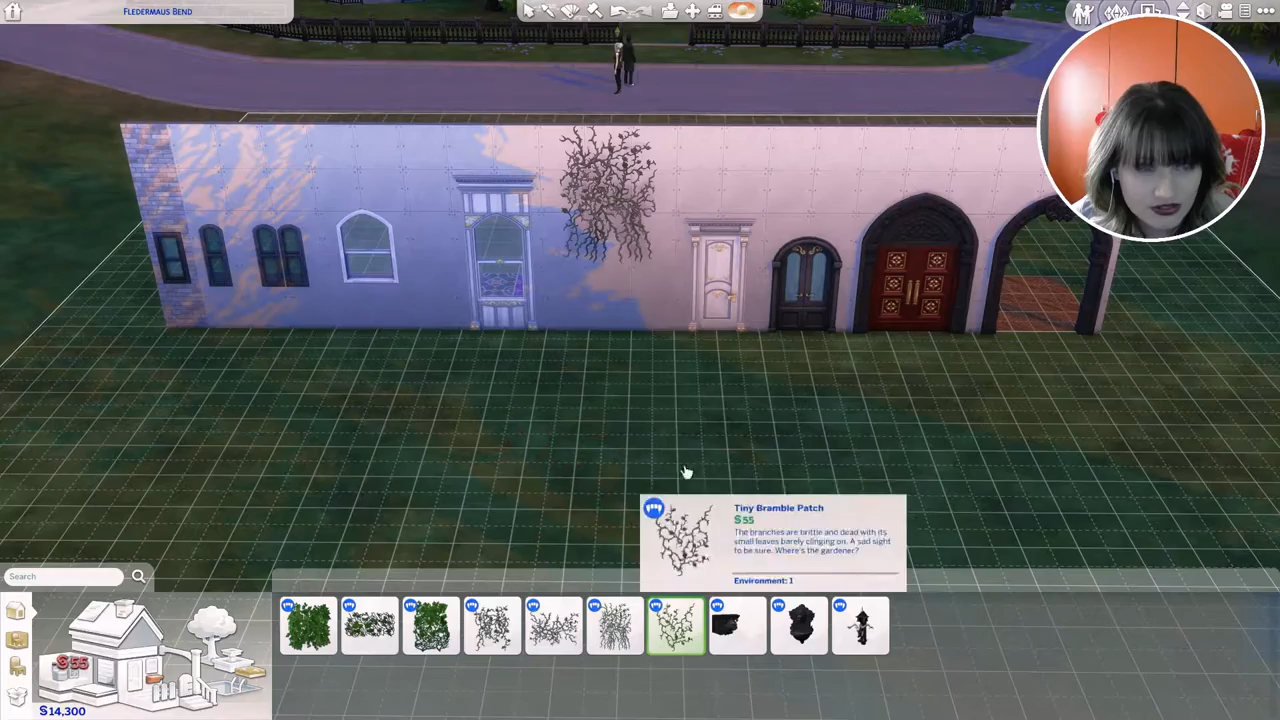 FLEDERMAUS BEND
Tiny Bramble Patch
§55
The branches are brittle and dead with its
small leaves barely clinging on. A sad sight
to be sure. Where's the gardener?
Environment: 1
Search
§55
§14,300